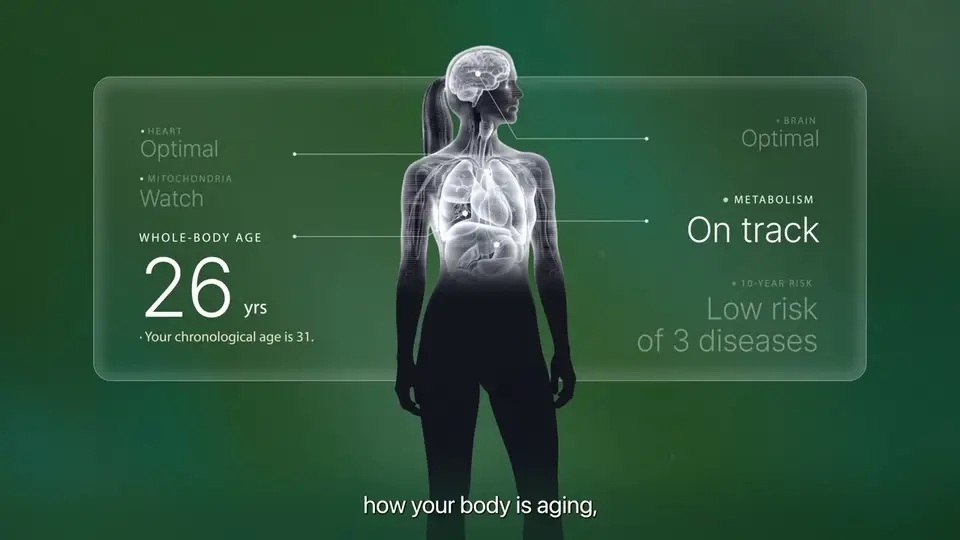 • HEART
Optimal
• MITOCHONDRIA
Watch
WHOLE-BODY AGE
26 yrs
· Your chronological age is 31.
• BRAIN
Optimal
• METABOLISM
On track
• 10-YEAR RISK
Low risk
of 3 diseases
how your body is aging,